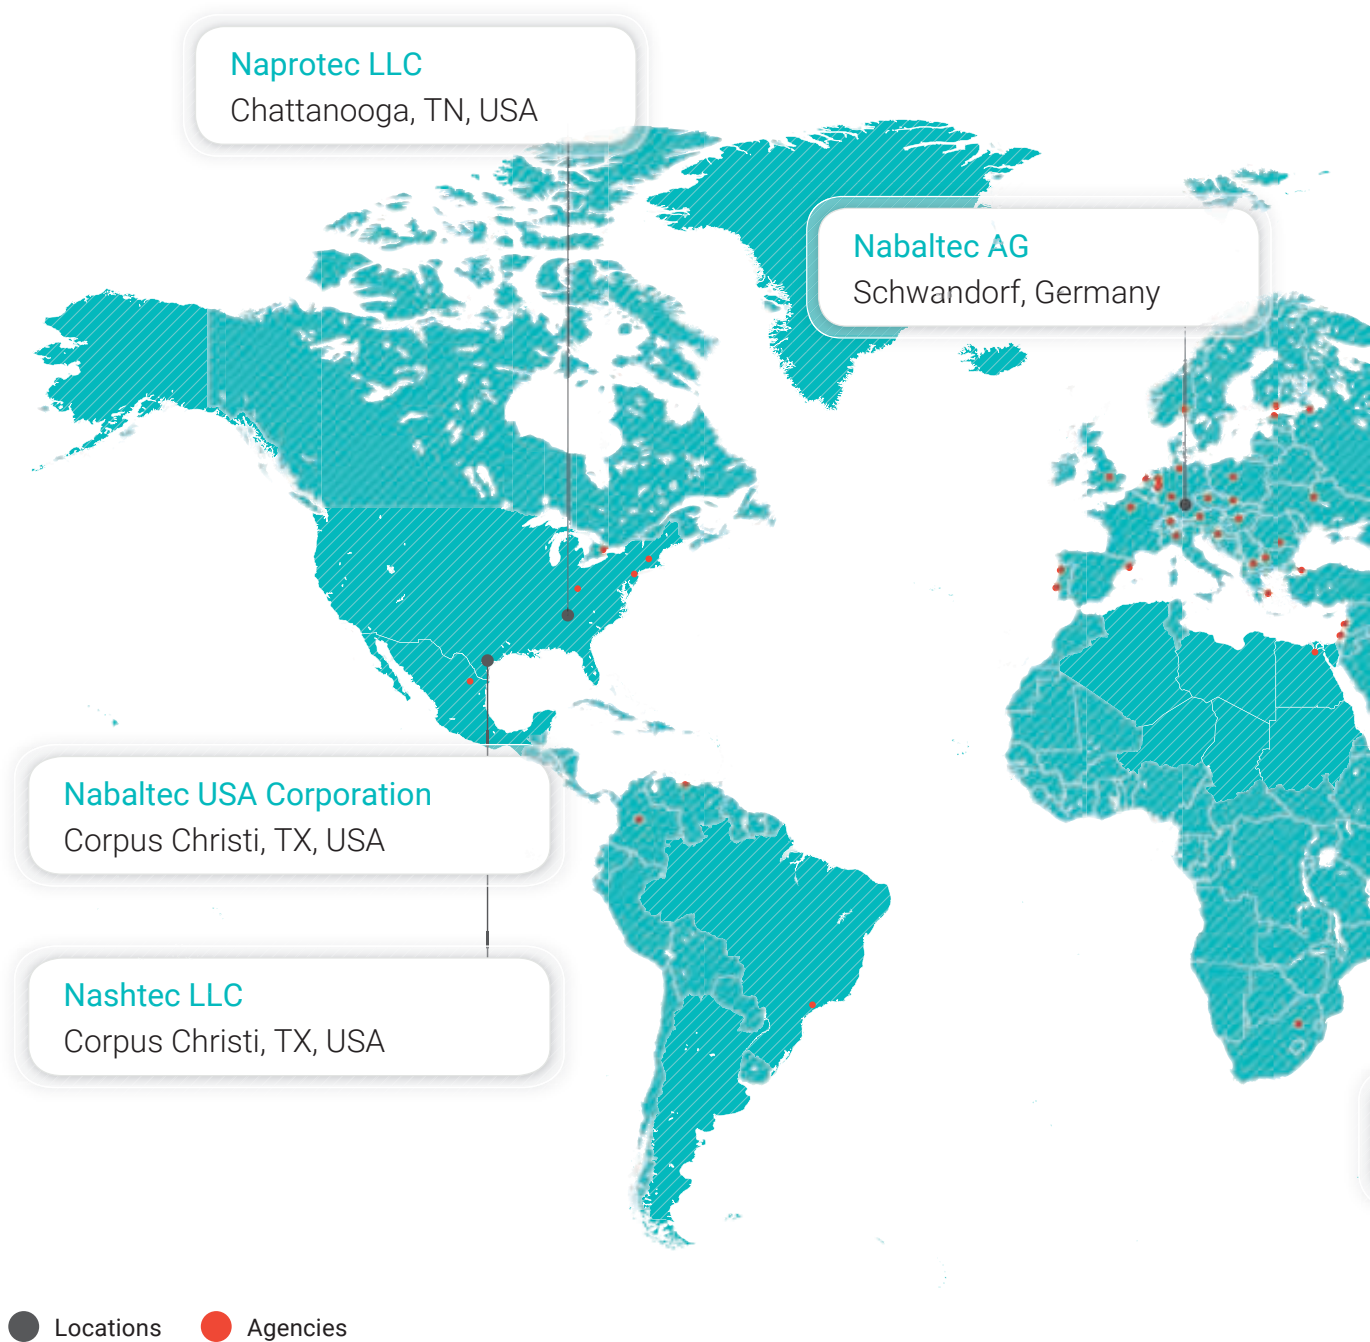 Naprotec LLC
Chattanooga, TN, USA
Nabaltec AG
Schwandorf, Germany
Nabaltec USA Corporation
Corpus Christi, TX, USA
Nashtec LLC
Corpus Christi, TX, USA
Locations
Agencies